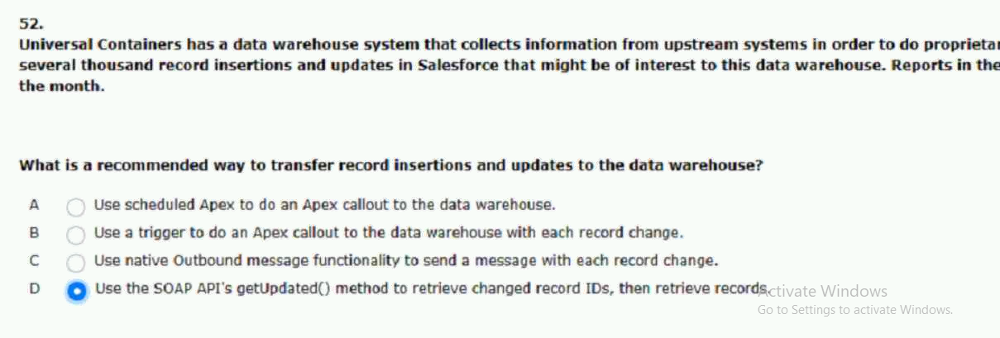 52.
Universal Containers has a data warehouse system that collects information from upstream systems in order to do
several thousand record insertions and updates in Salesforce that might be of interest to this data warehouse. Reports in the
the month.
What is a recommended way to transfer record insertions and updates to the data warehouse?
A Use scheduled Apex to do an Apex callout to the data warehouse.
B Use a trigger to do an Apex callout to the data warehouse with each record change.
C Use native Outbound message functionality to send a message with each record change.
D Use the SOAP API's getUpdated() method to retrieve changed record IDs, then retrieve records.
Activate Windows
Go to Settings to activate Windows.